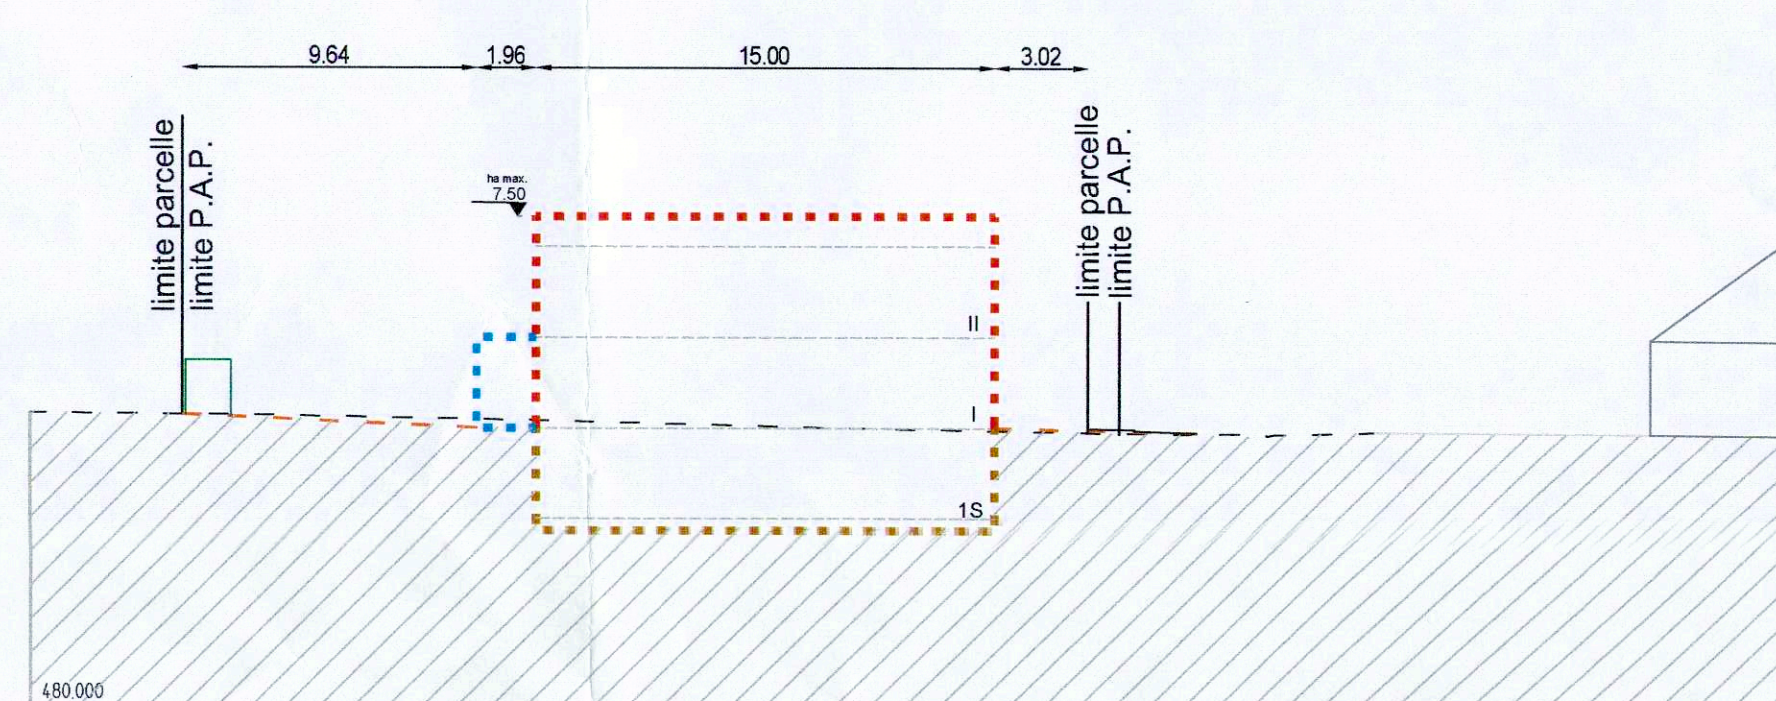 9.64
1.96
15.00
3.02
limite parcelle
limite P.A.P.
ha max.
7.50
limite parcelle
limite P.A.P.
II
I
1S
480.000